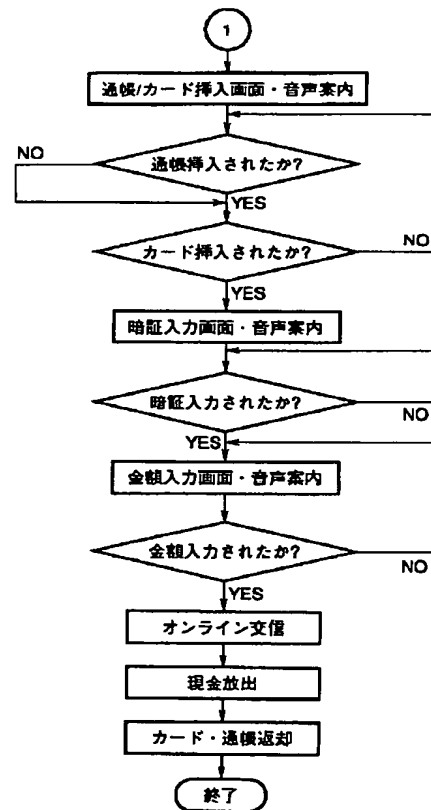 1
通帳/カード挿入画面・音声案内
通帳挿入されたか?
NO
YES
カード挿入されたか?
NO
YES
暗証入力画面・音声案内
暗証入力されたか?
NO
YES
金額入力画面・音声案内
金額入力されたか?
NO
YES
オンライン交信
現金放出
カード・通帳返却
終了